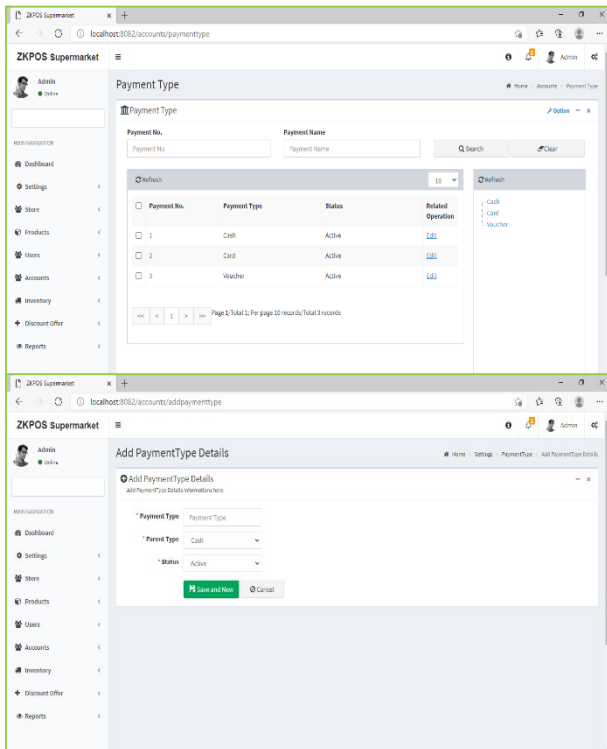 ZKPOS Supermarket
localhost:8082/accounts/paymenttype
ZKPOS Supermarket
Admin
Admin
Online
Payment Type
Home > Accounts > Payment Type
Payment Type
Option
Payment No.
Payment Name
Payment No
Payment Name
Search
Clear
MAIN NAVIGATION
Dashboard
Settings
Store
Products
Users
Accounts
Inventory
Discount Offer
Reports
Refresh
10
Payment No. Payment Type Status Related Operation
1 Cash Active Edit
2 Card Active Edit
3 Voucher Active Edit
<< < 1 > >> Page 1/Total 1; Per page 10 records/Total 3 records
Refresh
Cash
Card
Voucher
ZKPOS Supermarket
localhost:8082/accounts/addpaymenttype
ZKPOS Supermarket
Admin
Admin
Online
Add PaymentType Details
Home > Settings > PaymentType > Add PaymentType Details
Add PaymentType Details
Add PaymentType Details Informations here.
MAIN NAVIGATION
Dashboard
Settings
Store
Products
Users
Accounts
Inventory
Discount Offer
Reports
* Payment Type Payment Type
* Parent Type Cash
* Status Active
Save and New Cancel